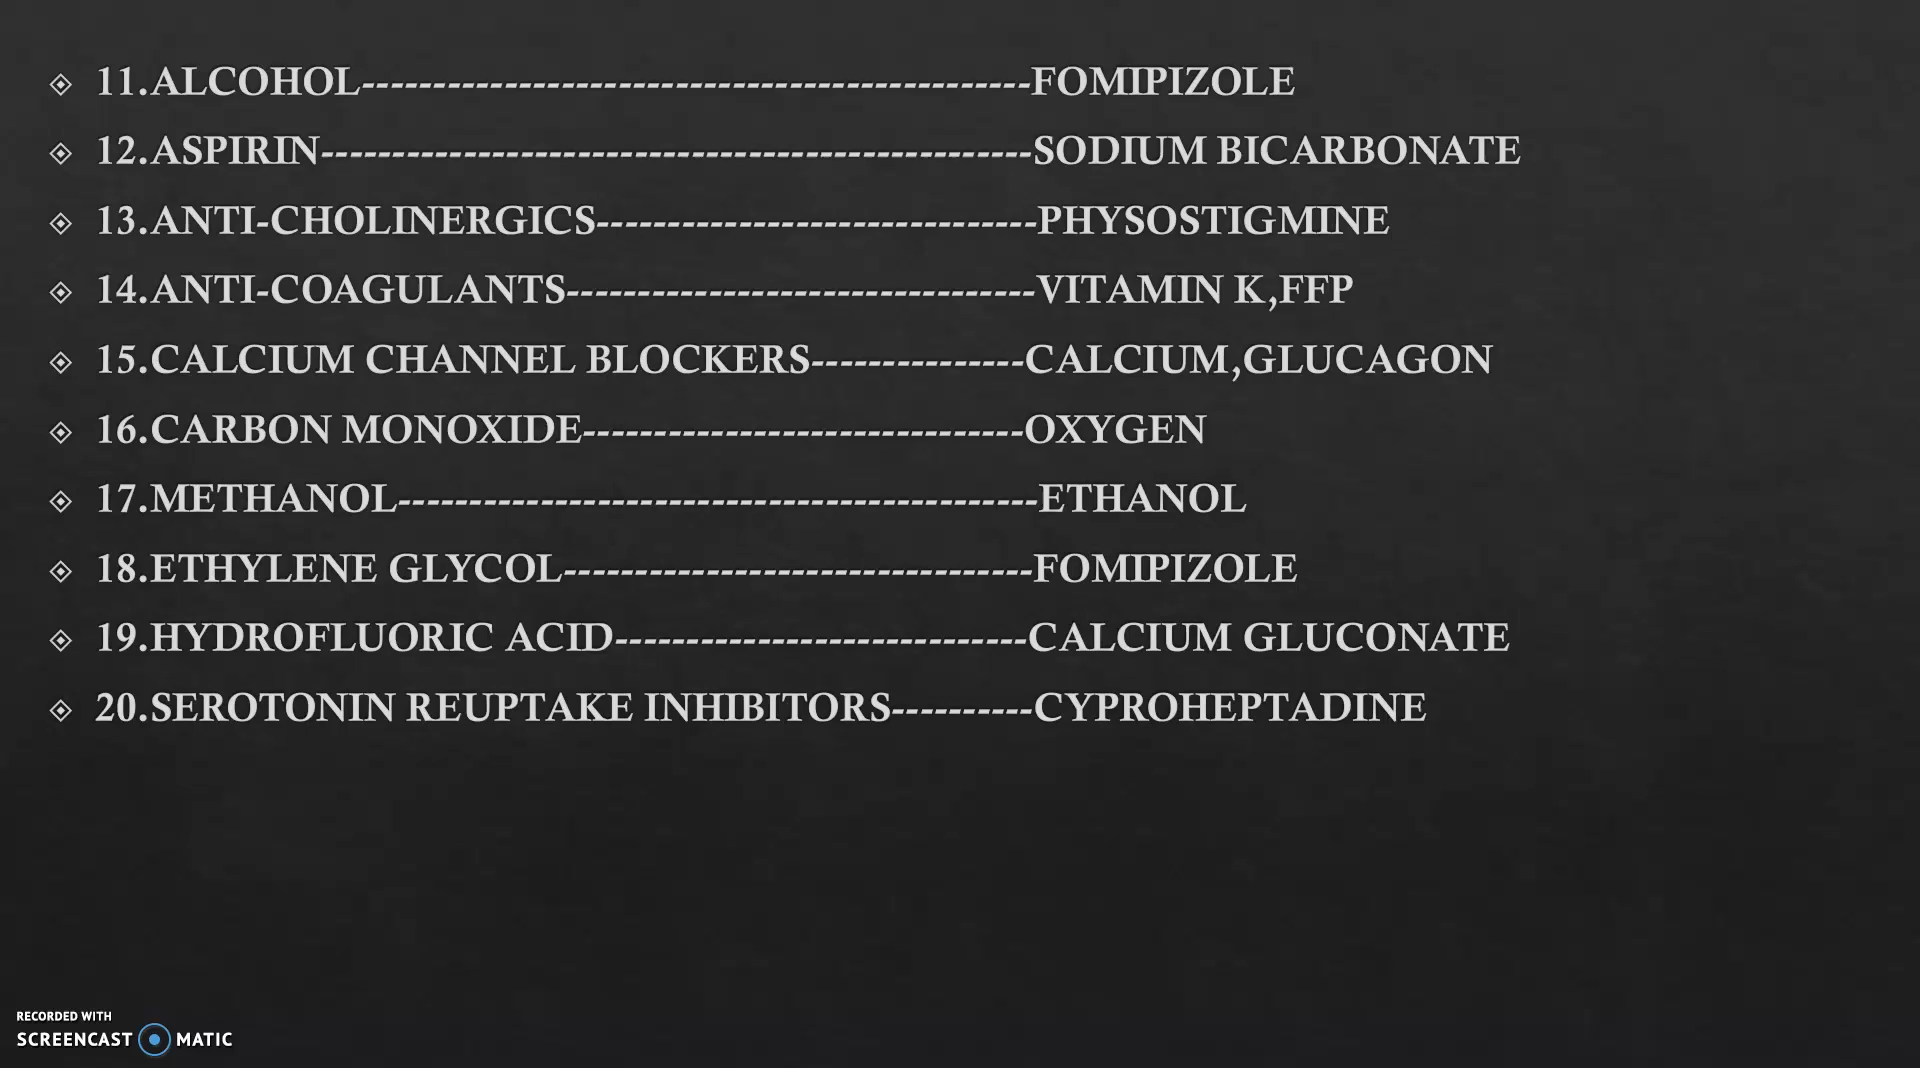 11.ALCOHOL-----------------------------------------------FOMIPIZOLE
12.ASPIRIN--------------------------------------------------SODIUM BICARBONATE
13.ANTI-CHOLINERGICS-------------------------------PHYSOSTIGMINE
14.ANTI-COAGULANTS---------------------------------VITAMIN K,FFP
15.CALCIUM CHANNEL BLOCKERS---------------CALCIUM,GLUCAGON
16.CARBON MONOXIDE-------------------------------OXYGEN
17.METHANOL---------------------------------------------ETHANOL
18.ETHYLENE GLYCOL---------------------------------FOMIPIZOLE
19.HYDROFLUORIC ACID-----------------------------CALCIUM GLUCONATE
20.SEROTONIN REUPTAKE INHIBITORS----------CYPROHEPTADINE
RECORDED WITH
SCREENCAST MATIC